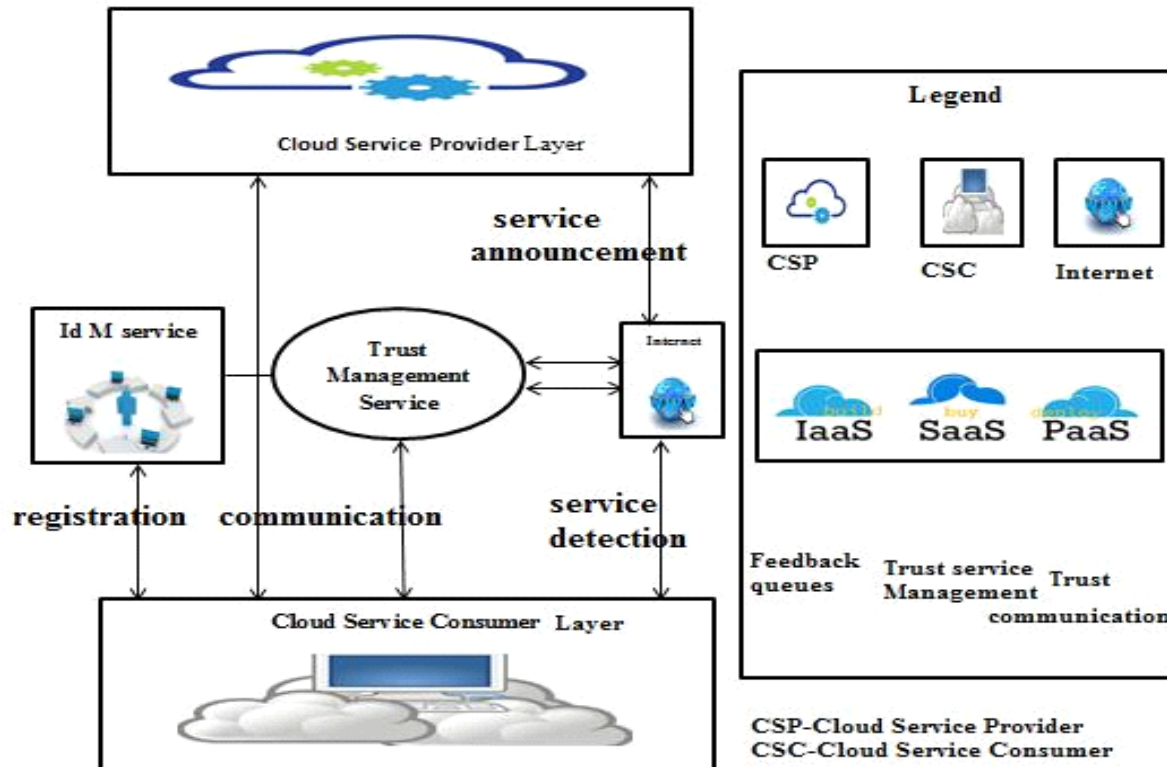 Cloud Service Provider Layer
service
announcement
Id M service
Trust
Management
Service
Internet
registration
communication
service
detection
Cloud Service Consumer Layer
Legend
CSP
CSC
Internet
build
IaaS
buy
SaaS
deploy
PaaS
Feedback
queues
Trust service
Management
Trust
communication
CSP-Cloud Service Provider
CSC-Cloud Service Consumer